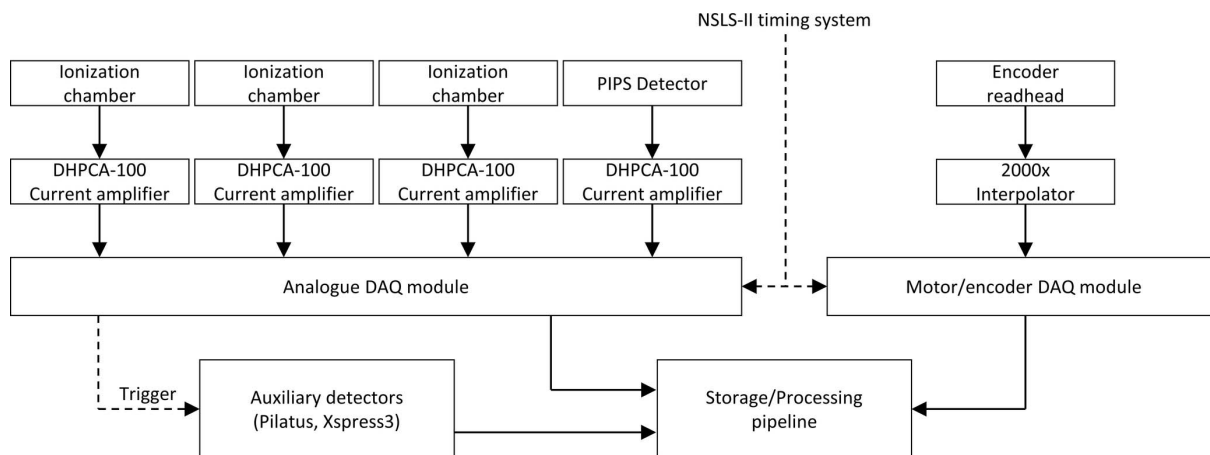 NSLS-II timing system
Ionization
chamber
Ionization
chamber
Ionization
chamber
PIPS Detector
Encoder
readhead
DHPCA-100
Current amplifier
DHPCA-100
Current amplifier
DHPCA-100
Current amplifier
DHPCA-100
Current amplifier
2000x
Interpolator
Analogue DAQ module
Motor/encoder DAQ module
Trigger
Auxiliary detectors
(Pilatus, Xspress3)
Storage/Processing
pipeline